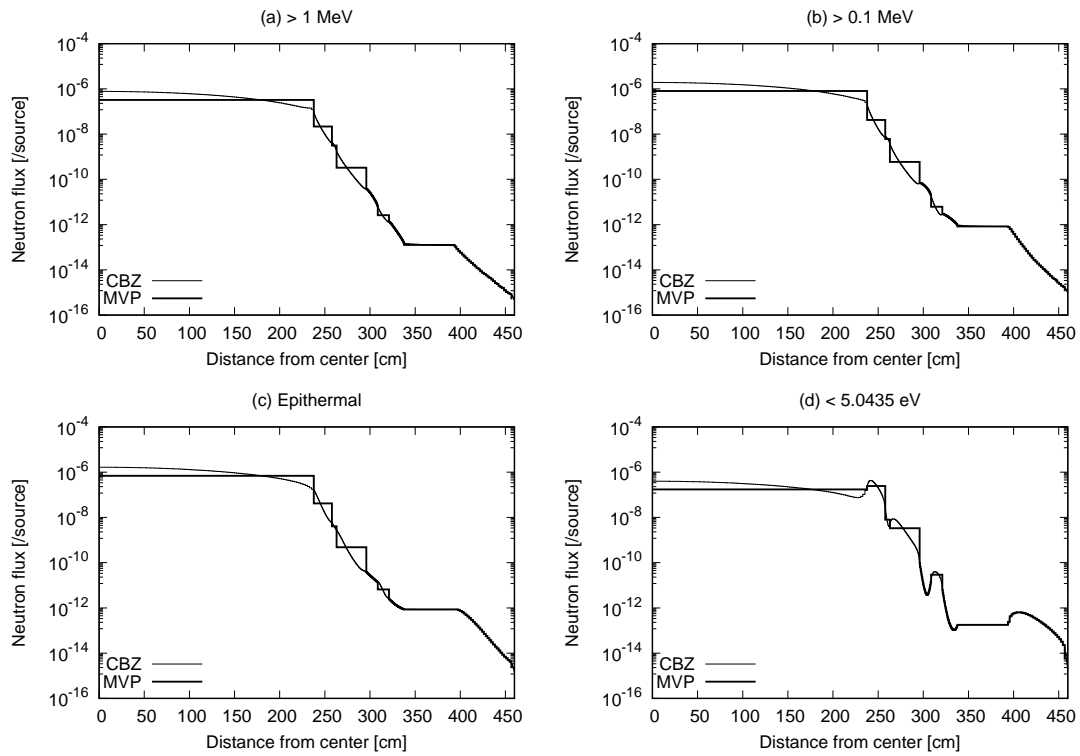 (a) > 1 MeV
10^-4
10^-6
10^-8
10^-10
10^-12
10^-14
10^-16
Neutron flux [/source]
CBZ
MVP
0 50 100 150 200 250 300 350 400 450
Distance from center [cm]
(b) > 0.1 MeV
10^-4
10^-6
10^-8
10^-10
10^-12
10^-14
10^-16
Neutron flux [/source]
CBZ
MVP
0 50 100 150 200 250 300 350 400 450
Distance from center [cm]
(c) Epithermal
10^-4
10^-6
10^-8
10^-10
10^-12
10^-14
10^-16
Neutron flux [/source]
CBZ
MVP
0 50 100 150 200 250 300 350 400 450
Distance from center [cm]
(d) < 5.0435 eV
10^-4
10^-6
10^-8
10^-10
10^-12
10^-14
10^-16
Neutron flux [/source]
CBZ
MVP
0 50 100 150 200 250 300 350 400 450
Distance from center [cm]